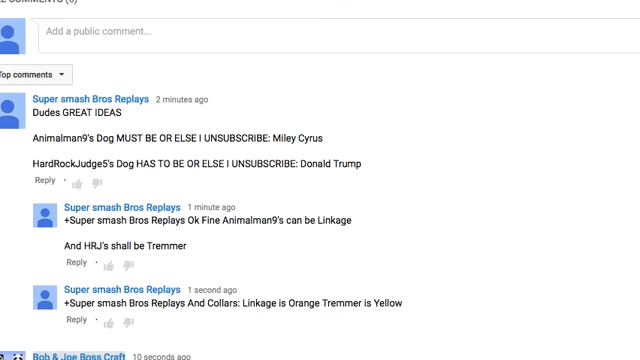 COMMENTS (6)
Add a public comment...
Top comments
Super smash Bros Replays 2 minutes ago
Dudes GREAT IDEAS
Animalman9's Dog MUST BE OR ELSE I UNSUBSCRIBE: Miley Cyrus
HardRockJudge5's Dog HAS TO BE OR ELSE I UNSUBSCRIBE: Donald Trump
Reply
Super smash Bros Replays 1 minute ago
+Super smash Bros Replays Ok Fine Animalman9's can be Linkage
And HRJ's shall be Tremmer
Reply
Super smash Bros Replays 1 second ago
+Super smash Bros Replays And Collars: Linkage is Orange Tremmer is Yellow
Reply
Bob & Joe Boss Craft 10 seconds ago